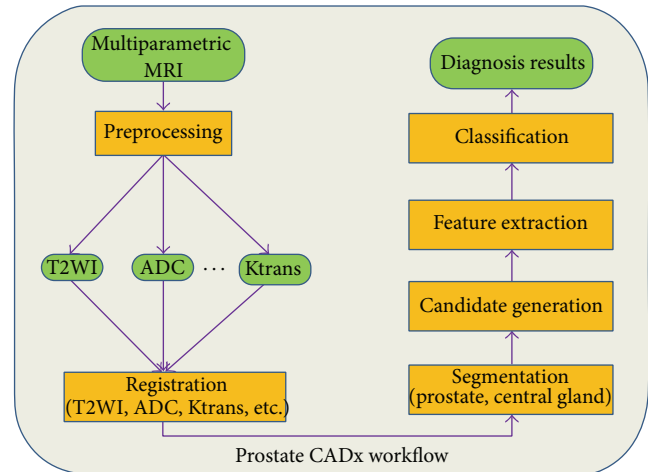 Multiparametric
MRI
Preprocessing
T2WI
ADC
...
Ktrans
Registration
(T2WI, ADC, Ktrans, etc.)
Segmentation
(prostate, central gland)
Candidate generation
Feature extraction
Classification
Diagnosis results
Prostate CADx workflow